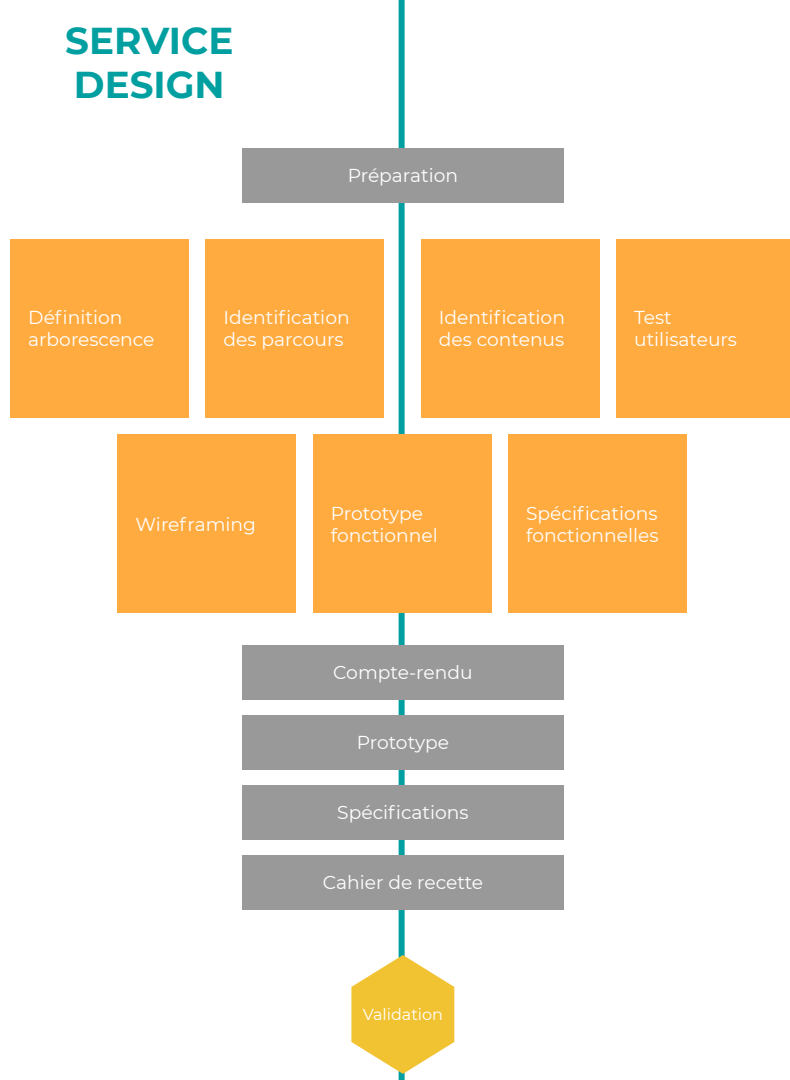 SERVICE
DESIGN
Préparation
Définition
arborescence
Identification
des parcours
Identification
des contenus
Test
utilisateurs
Wireframing
Prototype
fonctionnel
Spécifications
fonctionnelles
Compte-rendu
Prototype
Spécifications
Cahier de recette
Validation